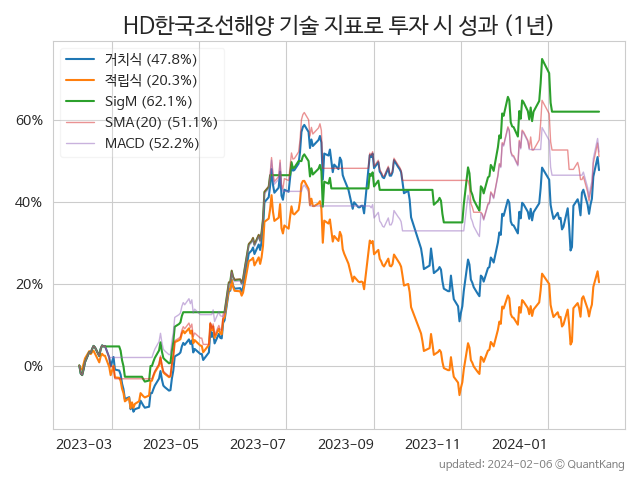 HD한국조선해양 기술 지표로 투자 시 성과 (1년)
거치식 (47.8%)
적립식 (20.3%)
SigM (62.1%)
SMA(20) (51.1%)
MACD (52.2%)
60%
40%
20%
0%
2023-03 2023-05 2023-07 2023-09 2023-11 2024-01
updated: 2024-02-06 © QuantKang